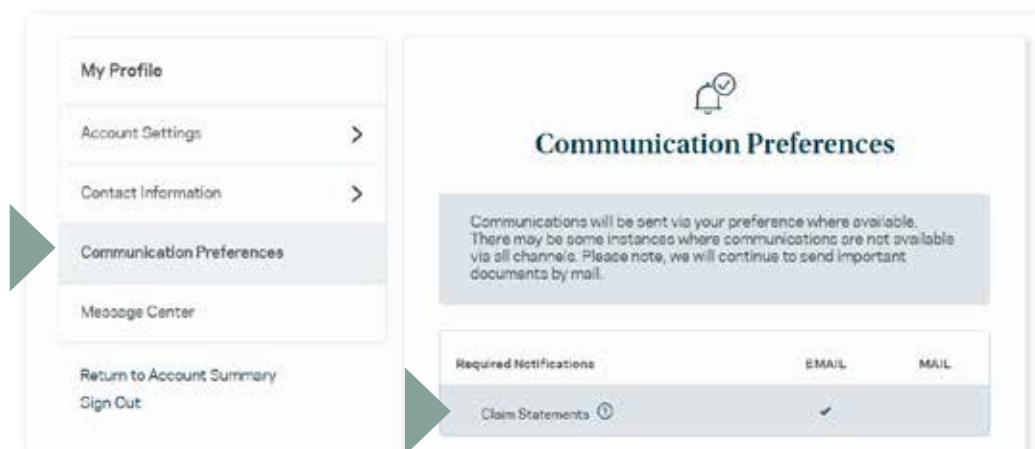 My Profile
Account Settings
Contact Information
Communication Preferences
Message Center
Return to Account Summary
Sign Out
Communication Preferences
Communications will be sent via your preference where available.
There may be some instances where communications are not available
via all channels. Please note, we will continue to send important
documents by mail.
Required Notifications EMAIL MAIL
Claim Statements ?